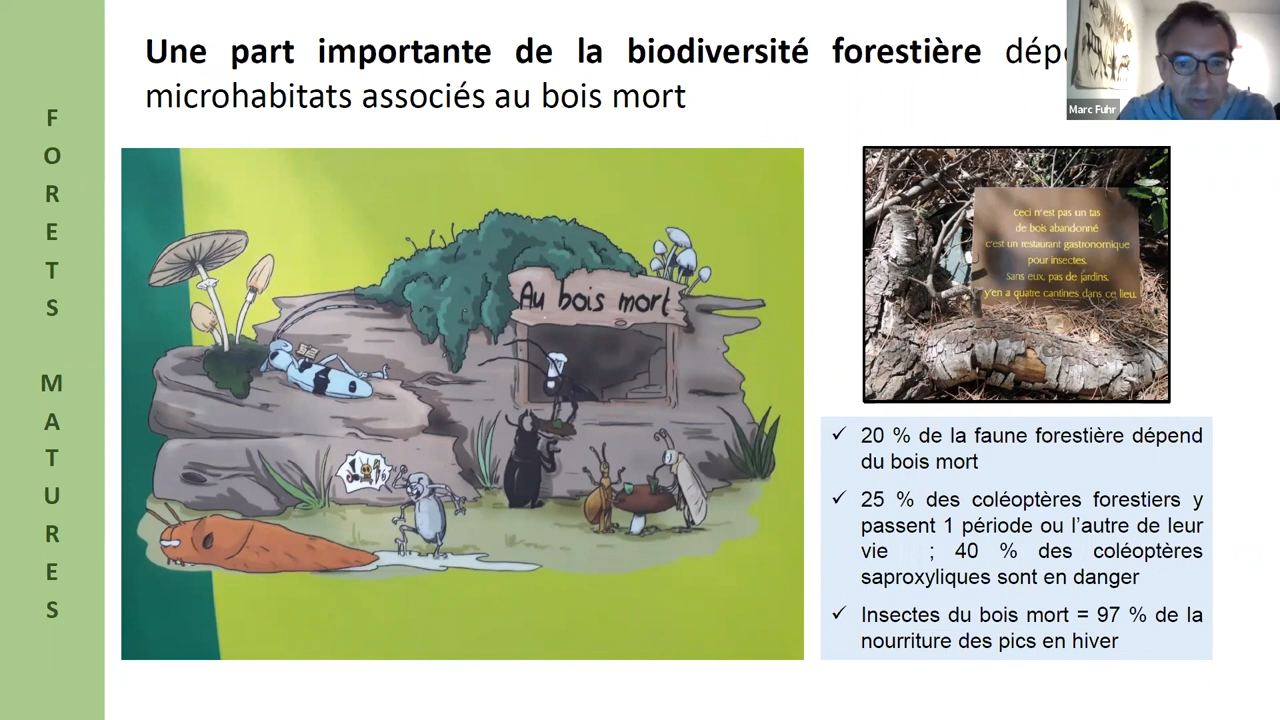 Une part importante de la biodiversité forestière
microhabitats associés au bois mort
Marc Fuhr
FORETS MATURES
Au bois mort
Ceci n'est pas un tas
de bois abandonné
c'est un restaurant gastronomique
pour insectes.
Sans eux, pas de jardins.
y'en a quatre cantines dans ce lieu.
✓ 20 % de la faune forestière dépend
du bois mort
✓ 25 % des coléoptères forestiers y
passent 1 période ou l'autre de leur
vie ; 40 % des coléoptères
saproxyliques sont en danger
✓ Insectes du bois mort = 97 % de la
nourriture des pics en hiver